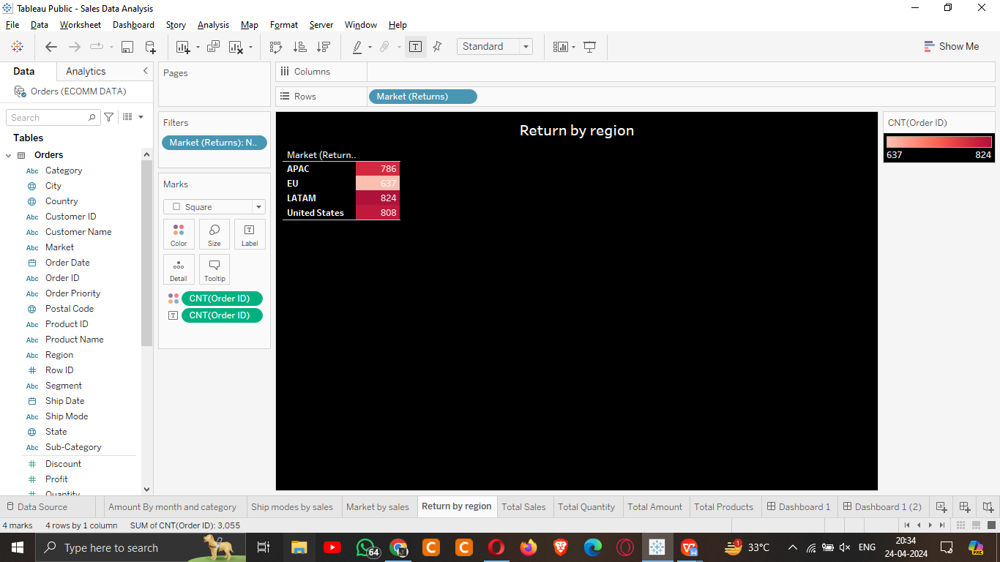 Tableau Public - Sales Data Analysis
File Data Worksheet Dashboard Story Analysis Map Format Server Window Help
Standard
Show Me
Data Analytics
Orders (ECOMM DATA)
Search
Tables
Orders
Abc Category
City
Country
Abc Customer ID
Abc Customer Name
Abc Market
Order Date
Abc Order ID
Abc Order Priority
Postal Code
Abc Product ID
Abc Product Name
Abc Region
Row ID
Abc Segment
Ship Date
Abc Ship Mode
State
Abc Sub-Category
Discount
Profit
Quantity
Pages
Filters
Market (Returns): N..
Marks
Square
Color Size Label
Detail Tooltip
CNT(Order ID)
CNT(Order ID)
Columns
Rows Market (Returns)
Return by region
Market (Return..
APAC 786
EU 637
LATAM 824
United States 808
CNT(Order ID)
637 824
Data Source Amount By month and category Ship modes by sales Market by sales Return by region Total Sales Total Quantity Total Amount Total Products Dashboard 1 Dashboard 1 (2)
4 marks 4 rows by 1 column SUM of CNT(Order ID): 3,055
Type here to search
64
1
33°C
ENG
20:34
24-04-2024
PRE